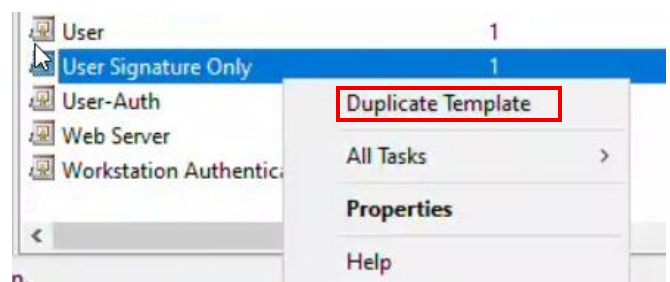 User 1
User Signature Only 1
User-Auth
Duplicate Template
Web Server
All Tasks
Workstation Authentica
Properties
Help